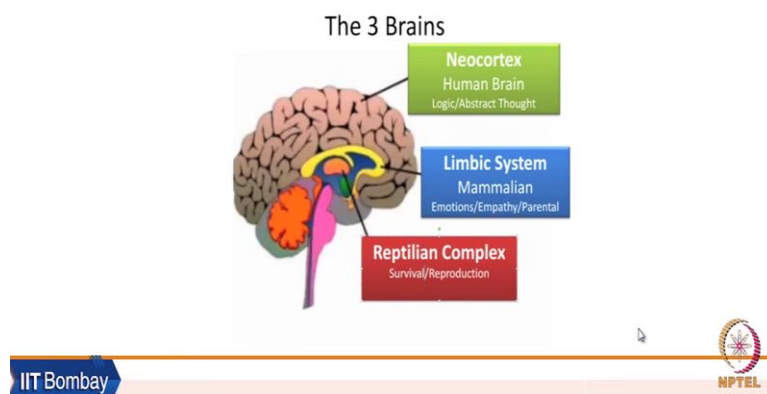 The 3 Brains
Neocortex
Human Brain
Logic/Abstract Thought
Limbic System
Mammalian
Emotions/Empathy/Parental
Reptilian Complex
Survival/Reproduction
IIT Bombay
NPTEL